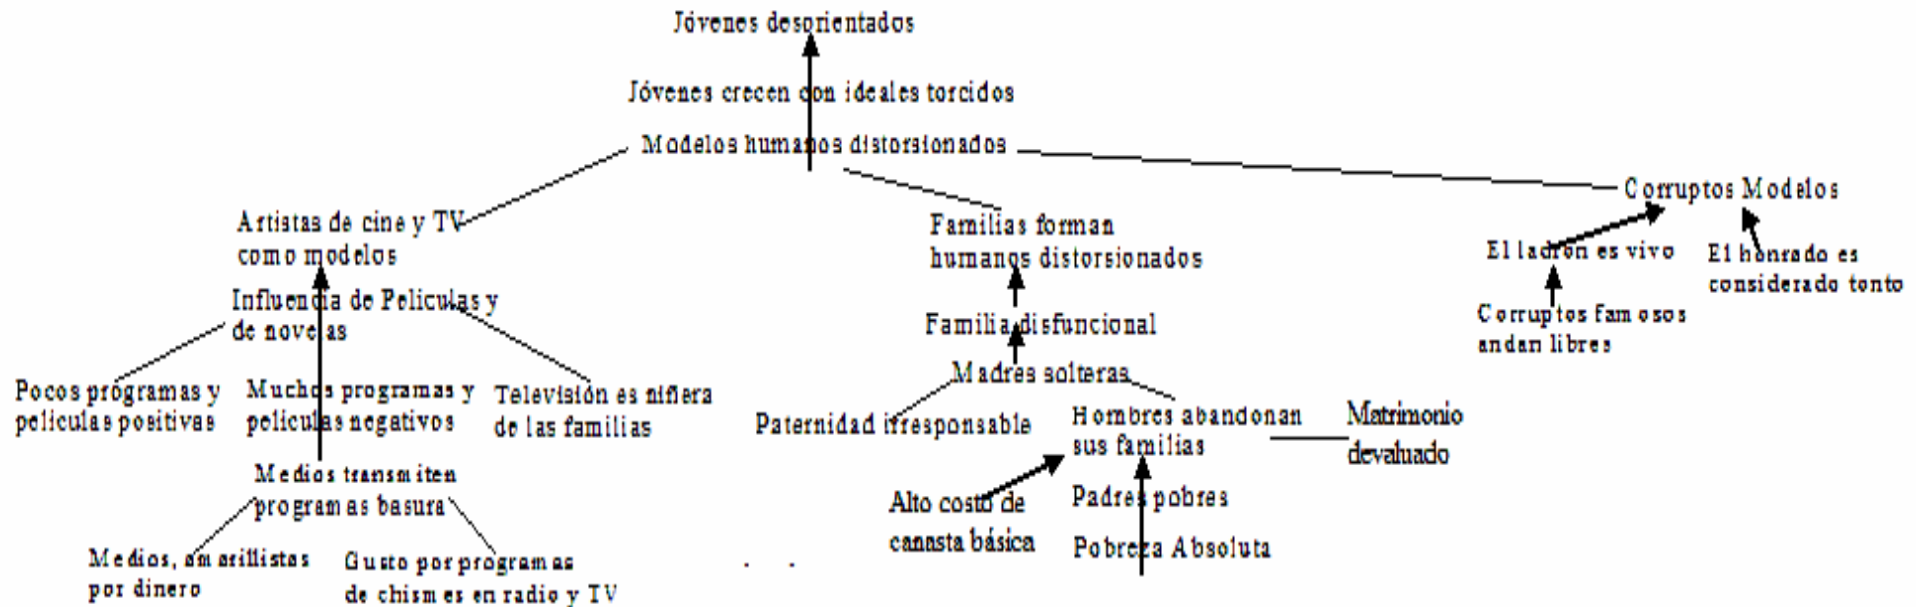 Jóvenes desorientados
Jóvenes crecen con ideales torcidos
Modelos humanos distorsionados
Corruptos Modelos
Artistas de cine y TV
como modelos
Familias forman
humanos distorsionados
El ladrón es vivo
El honrado es
considerado tonto
Influencia de Películas y
de novelas
Familia disfuncional
Corruptos famosos
andan libres
Pocos programas y
películas positivas
Muchos programas y
películas negativos
Televisión es niñera
de las familias
Madres solteras
Paternidad irresponsable
Hombres abandonan
sus familias
Matrimonio
devaluado
Medios transmiten
programas basura
Alto costo de
canasta básica
Padres pobres
Pobreza Absoluta
Medios, amarillistas
por dinero
Gusto por programas
de chismes en radio y TV